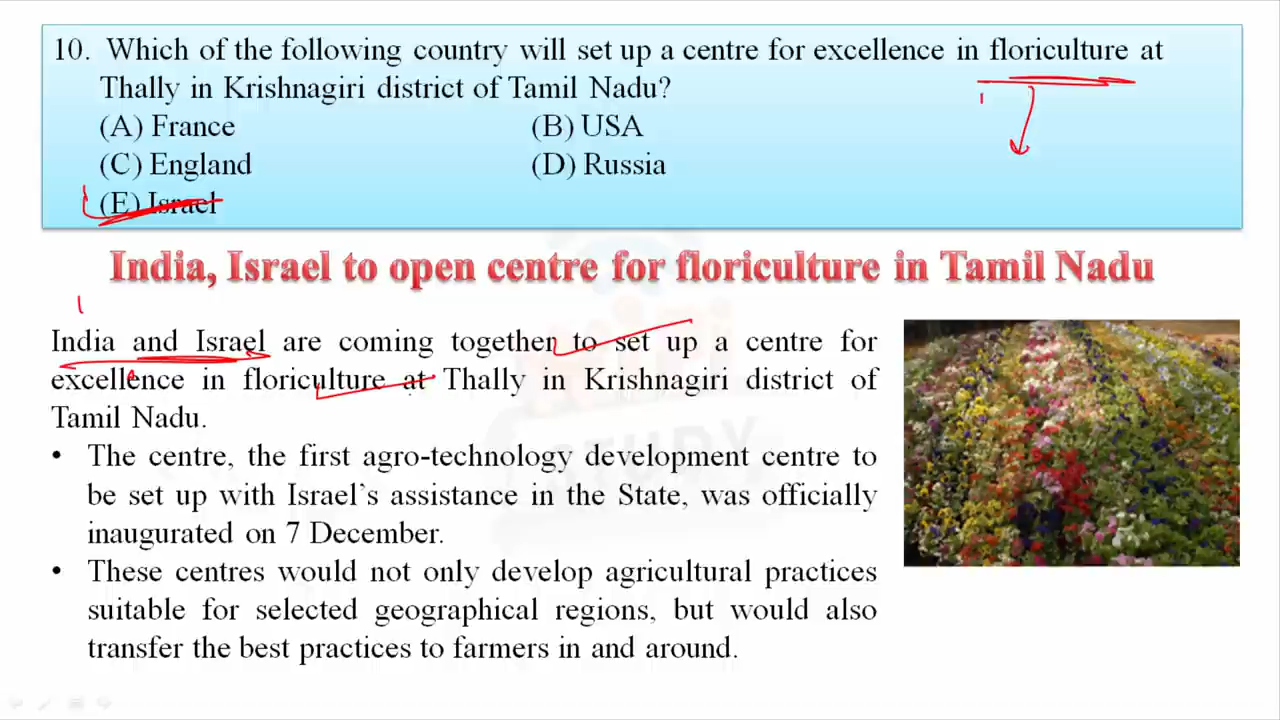 10. Which of the following country will set up a centre for excellence in floriculture at
Thally in Krishnagiri district of Tamil Nadu?
(A) France
(B) USA
(C) England
(D) Russia
(E) Israel
India, Israel to open centre for floriculture in Tamil Nadu
India and Israel are coming together to set up a centre for
excellence in floriculture at Thally in Krishnagiri district of
Tamil Nadu.
• The centre, the first agro-technology development centre to
be set up with Israel’s assistance in the State, was officially
inaugurated on 7 December.
• These centres would not only develop agricultural practices
suitable for selected geographical regions, but would also
transfer the best practices to farmers in and around.
STUDY